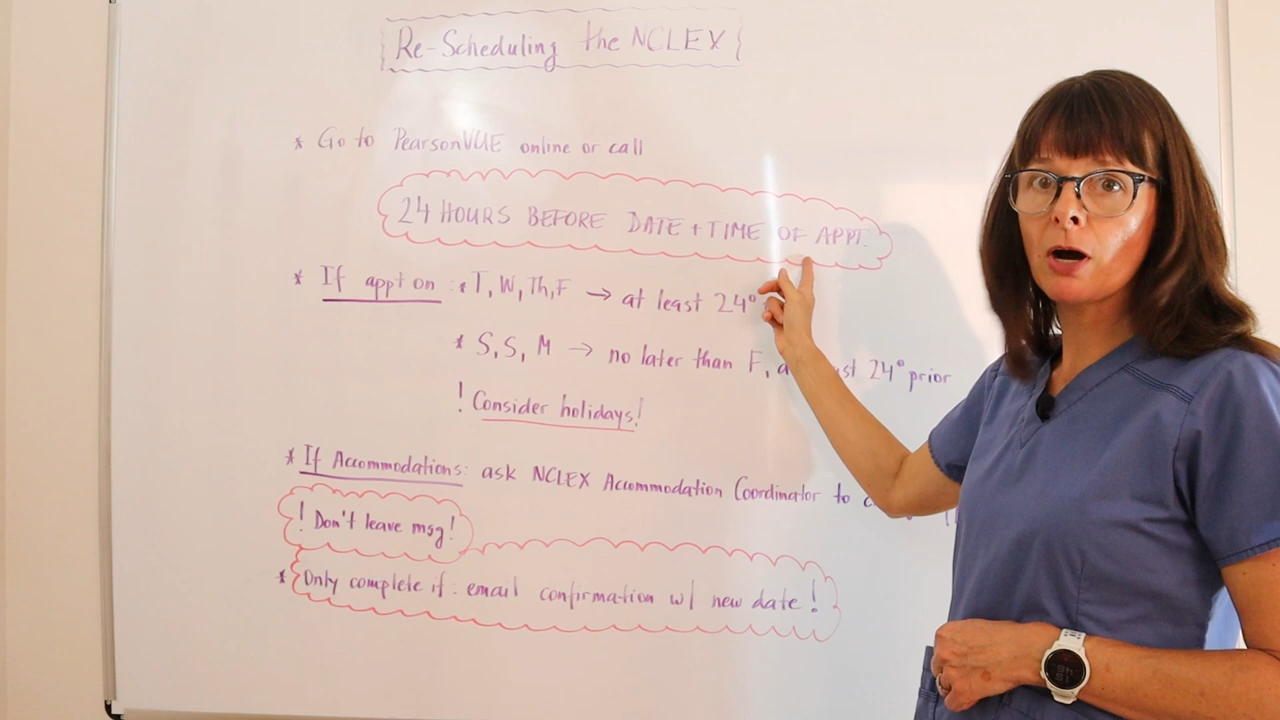 Re-Scheduling the NCLEX
* Go to PearsonVUE online or call
24 HOURS BEFORE DATE + TIME OF APPT.
* If appt on : * T, W, Th, F → at least 24°
* S, S, M → no later than F, 24° prior
! Consider holidays!
* If Accommodations: ask NCLEX Accommodation Coordinator to
! Don't leave msg!
* Only complete if: email confirmation w/ new date!